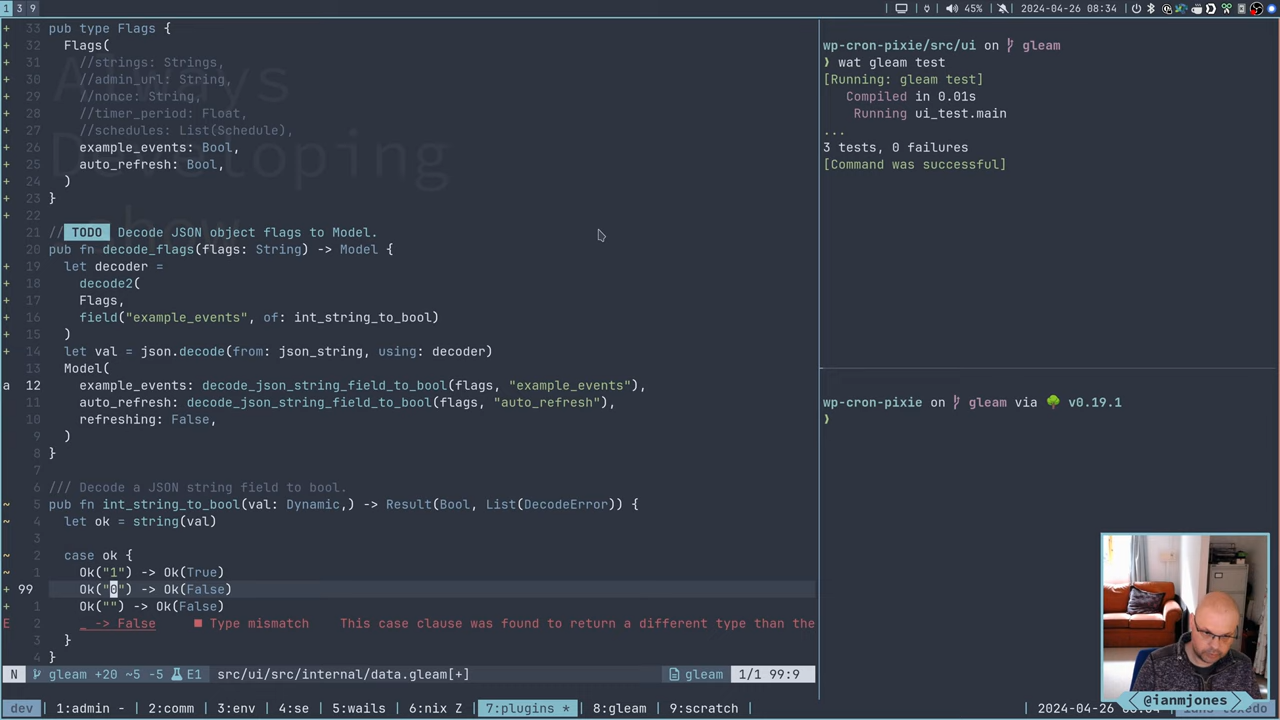 1 3 9
45% 2024-04-26 08:34
+ 33 pub type Flags {
+ 32 Flags(
+ 31 //strings: Strings,
+ 30 //admin_url: String,
+ 29 //nonce: String,
+ 28 //timer_period: Float,
+ 27 //schedules: List(Schedule),
+ 26 example_events: Bool,
+ 25 auto_refresh: Bool,
+ 24 )
+ 23 }
+ 22
21 // TODO Decode JSON object flags to Model.
20 pub fn decode_flags(flags: String) -> Model {
+ 19 let decoder =
+ 18 decode2(
+ 17 Flags,
+ 16 field("example_events", of: int_string_to_bool)
+ 15 )
+ 14 let val = json.decode(from: json_string, using: decoder)
13 Model(
a 12 example_events: decode_json_string_field_to_bool(flags, "example_events"),
11 auto_refresh: decode_json_string_field_to_bool(flags, "auto_refresh"),
10 refreshing: False,
9 )
8 }
7
6 /// Decode a JSON string field to bool.
~ 5 pub fn int_string_to_bool(val: Dynamic,) -> Result(Bool, List(DecodeError)) {
~ 4 let ok = string(val)
3
~ 2 case ok {
~ 1 Ok("1") -> Ok(True)
+ 99 Ok("0") -> Ok(False)
+ 1 Ok("") -> Ok(False)
E 2 _ -> False ■ Type mismatch This case clause was found to return a different type than the
3 }
4 }
N gleam +20 ~5 -5 E1 src/ui/src/internal/data.gleam[+] gleam 1/1 99:9
Always
Developing
show
wp-cron-pixie/src/ui on gleam
❯ wat gleam test
[Running: gleam test]
Compiled in 0.01s
Running ui_test.main
...
3 tests, 0 failures
[Command was successful]
wp-cron-pixie on gleam via v0.19.1
❯
@ianmjones
dev 1:admin - 2:comm 3:env 4:se 5:wails 6:nix Z 7:plugins * 8:gleam 9:scratch 2024-04-26